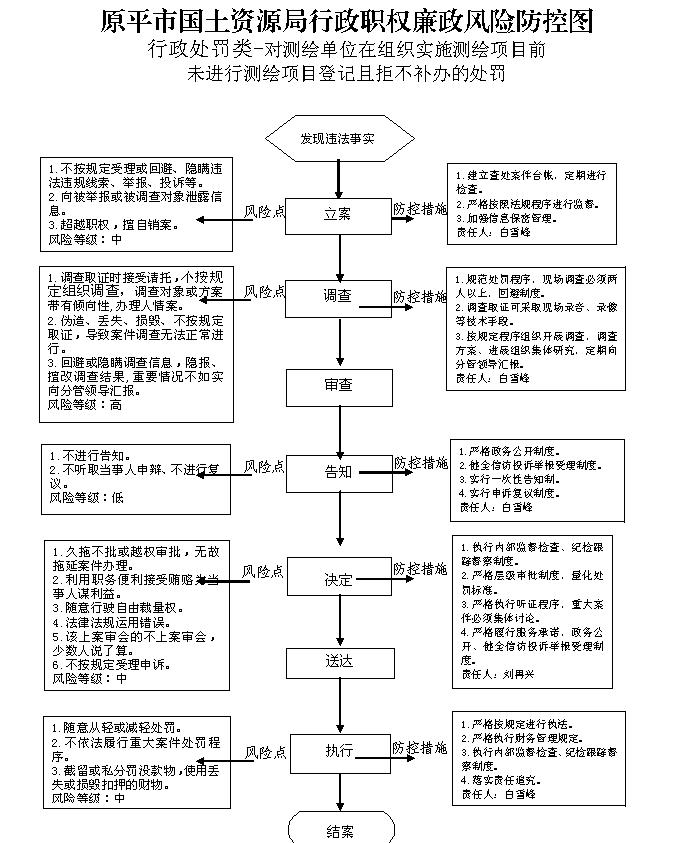 原平市国土资源局行政职权廉政风险防控图
行政处罚类-对测绘单位在组织实施测绘项目前
未进行测绘项目登记且拒不补办的处罚
发现违法事实
1. 不按规定受理或回避、隐瞒违
法违规线索、举报、投诉等。
2. 向被举报或被调查对象泄露信
息。
3. 超越职权，擅自销案。
风险等级：中
风险点
立案
防控措施
1. 建立查处案件台帐，定期进行
检查。
2. 严格按照法规程序进行监督。
3. 加强信息保密管理。
责任人：白雪峰
1. 调查取证时接受请托，不按规
定组织调查，调查对象或方案
带有倾向性，办理人情案。
2. 伪造、丢失、损毁、不按规定
取证，导致案件调查无法正常进
行。
3. 回避或隐瞒调查信息，隐报、
擅改调查结果，重要情况不如实
向分管领导汇报。
风险等级：高
风险点
调查
防控措施
1. 规范处罚程序，现场调查必须两
人以上，回避制度。
2. 调查取证可采取现场录音、录像
等技术手段。
3. 按规定程序组织开展调查，调查
方案、进展组织集体研究，定期向
分管领导汇报。
责任人：白雪峰
审查
1. 不进行告知。
2. 不听取当事人申辩、不进行复
议。
风险等级：低
风险点
告知
防控措施
1. 严格政务公开制度。
2. 健全信访投诉举报受理制度。
3. 实行一次性告知制。
4. 实行申诉复议制度。
责任人：白雪峰
1. 久拖不批或越权审批，无故
拖延案件办理。
2. 利用职务便利接受贿赂为当
事人谋利益。
3. 随意行驶自由裁量权。
4. 法律法规运用错误。
5. 该上案审会的不上案审会，
少数人说了算。
6. 不按规定受理申诉。
风险等级：中
风险点
决定
防控措施
1. 执行内部监督检查、纪检跟
踪督察制度。
2. 严格层级审批制度，量化处
罚标准。
3. 严格执行听证程序，重大案
件必须集体讨论。
4. 严格履行服务承诺，政务公
开、健全信访投诉举报受理制
度。
责任人：刘再兴
送达
1. 随意从轻或减轻处罚。
2. 不依法履行重大案件处罚程
序。
3. 截留或私分罚没款物，使用丢
失或损毁扣押的财物。
风险等级：中
风险点
执行
防控措施
1. 严格按规定进行执法。
2. 严格执行财务管理规定。
3. 执行内部监督检查、纪检跟踪督
察制度。
4. 落实责任追究。
责任人：白雪峰
结案